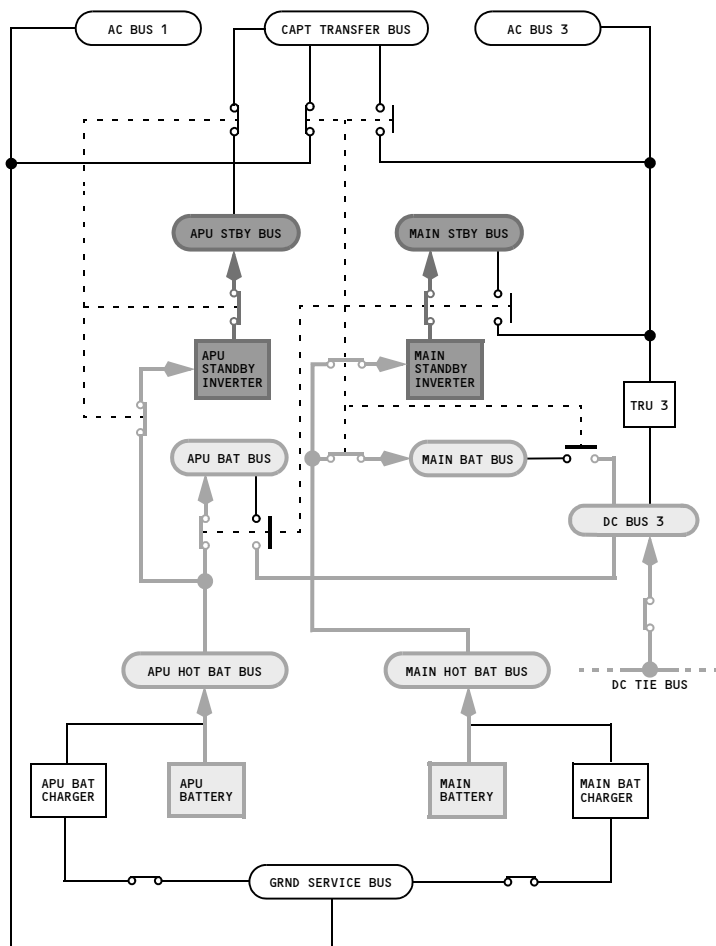 AC BUS 1
CAPT TRANSFER BUS
AC BUS 3
APU STBY BUS
MAIN STBY BUS
APU
STANDBY
INVERTER
MAIN
STANDBY
INVERTER
TRU 3
APU BAT BUS
MAIN BAT BUS
DC BUS 3
APU HOT BAT BUS
MAIN HOT BAT BUS
DC TIE BUS
APU BAT
CHARGER
APU
BATTERY
MAIN
BATTERY
MAIN BAT
CHARGER
GRND SERVICE BUS